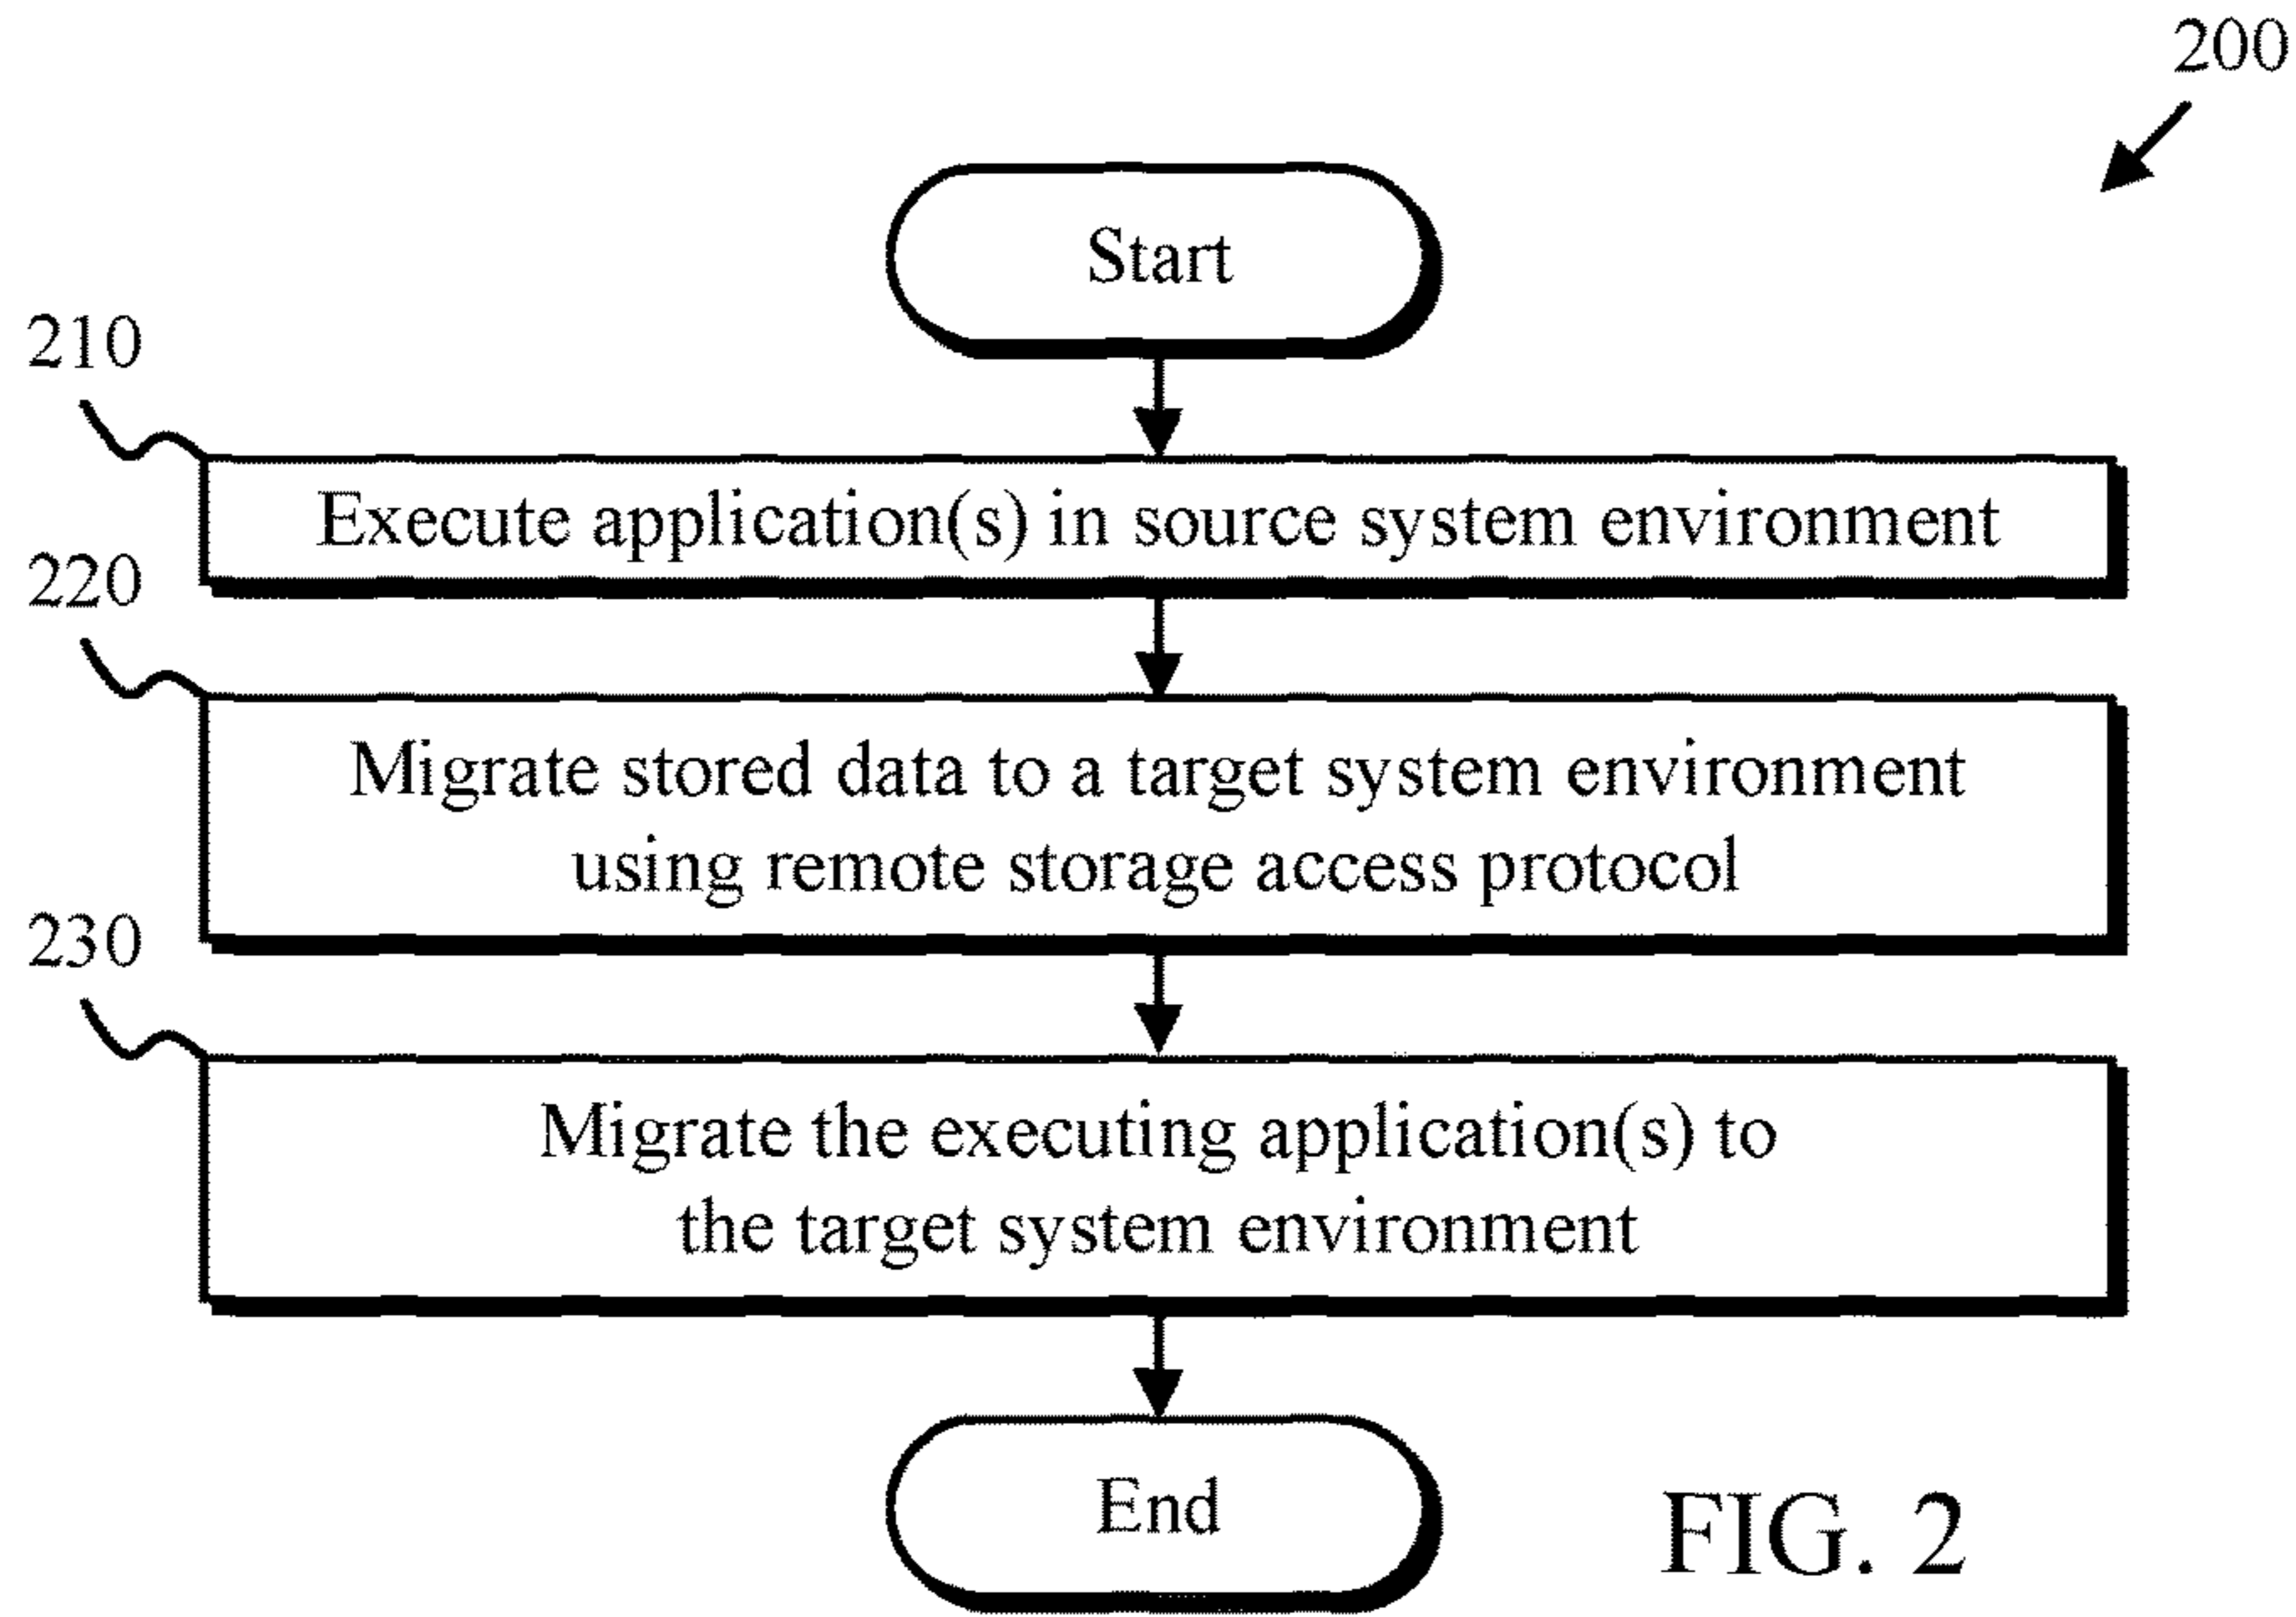 200
Start
210
Execute application(s) in source system environment
220
Migrate stored data to a target system environment
using remote storage access protocol
230
Migrate the executing application(s) to
the target system environment
End
FIG. 2